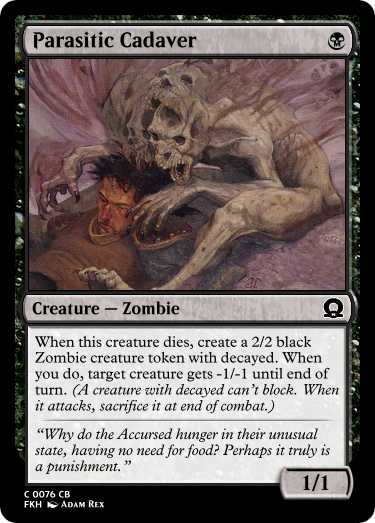 Parasitic Cadaver
Creature — Zombie
When this creature dies, create a 2/2 black
Zombie creature token with decayed. When
you do, target creature gets -1/-1 until end of
turn. (A creature with decayed can't block. When
it attacks, sacrifice it at end of combat.)
“Why do the Accursed hunger in their unusual
state, having no need for food? Perhaps it truly is
a punishment.”
1/1
C 0076 CB
FKH Adam Rex